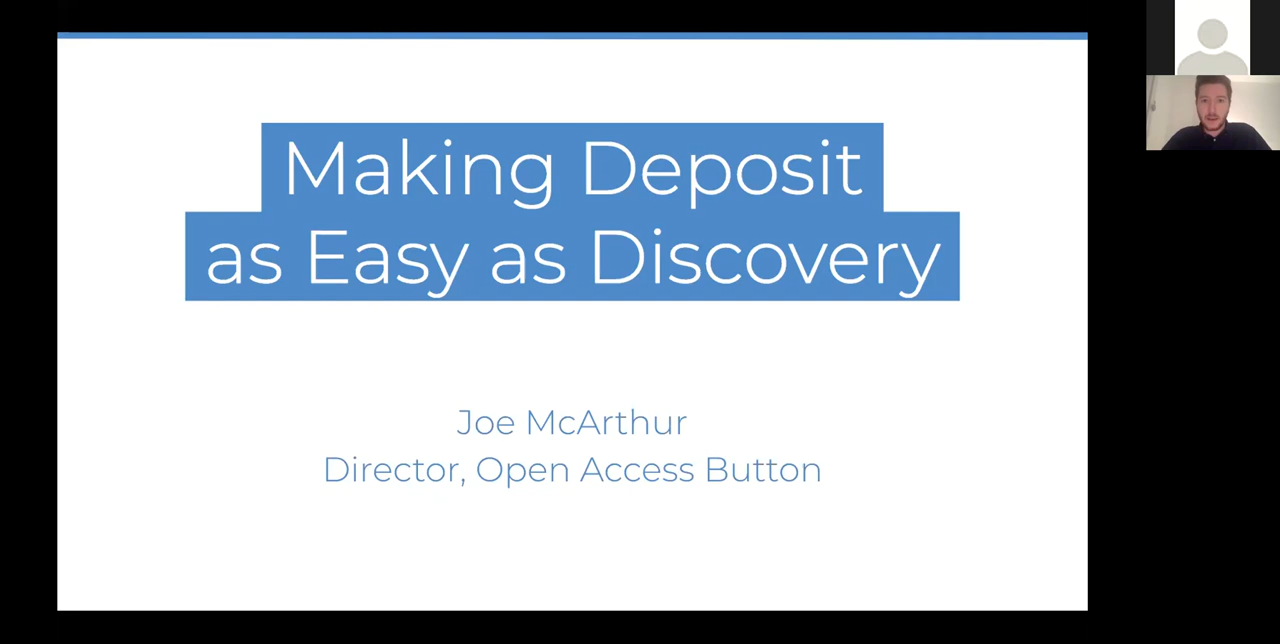 Making Deposit
as Easy as Discovery
Joe McArthur
Director, Open Access Button